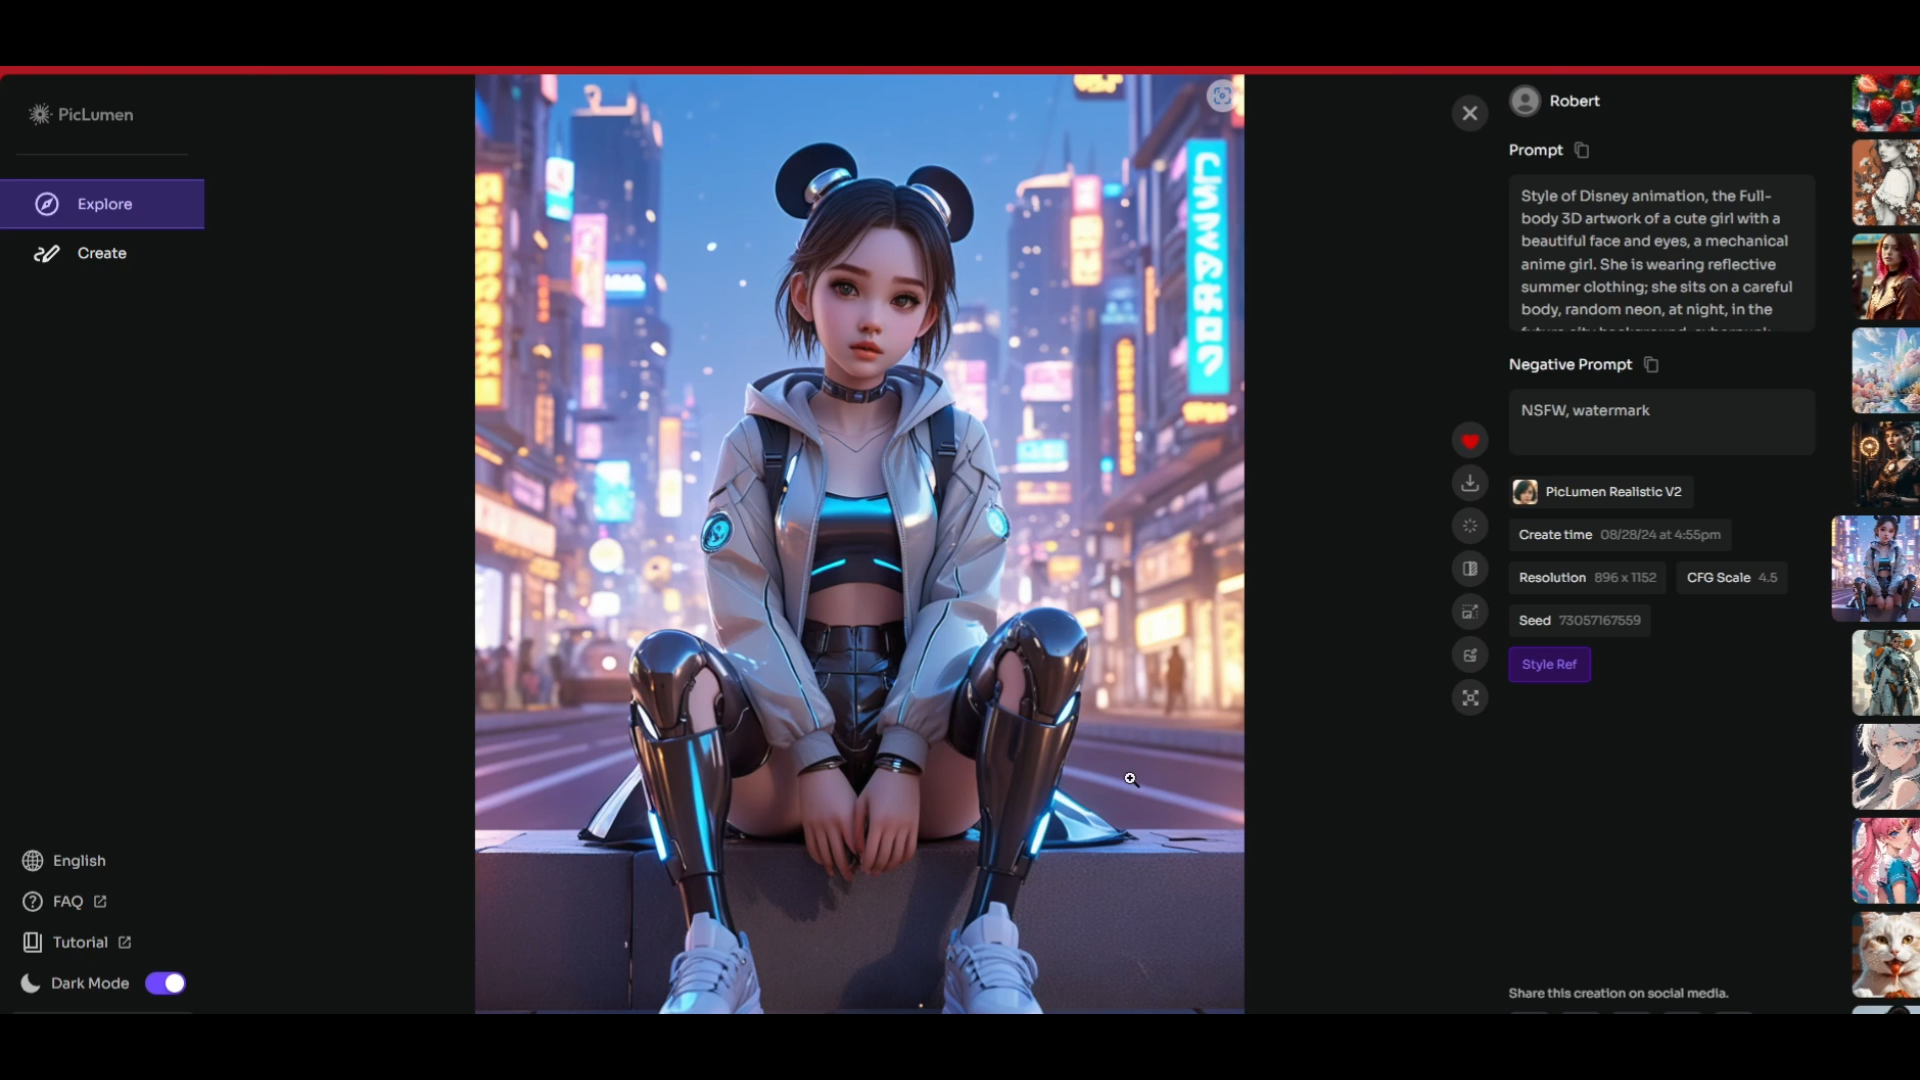 PicLumen
Explore
Create
English
FAQ
Tutorial
Dark Mode
Robert
Prompt
Style of Disney animation, the Full-
body 3D artwork of a cute girl with a
beautiful face and eyes, a mechanical
anime girl. She is wearing reflective
summer clothing; she sits on a careful
body, random neon, at night, in the
Negative Prompt
NSFW, watermark
PicLumen Realistic V2
Create time 08/28/24 at 4:55pm
Resolution 896 x 1152 CFG Scale 4.5
Seed 73057167559
Style Ref
Share this creation on social media.